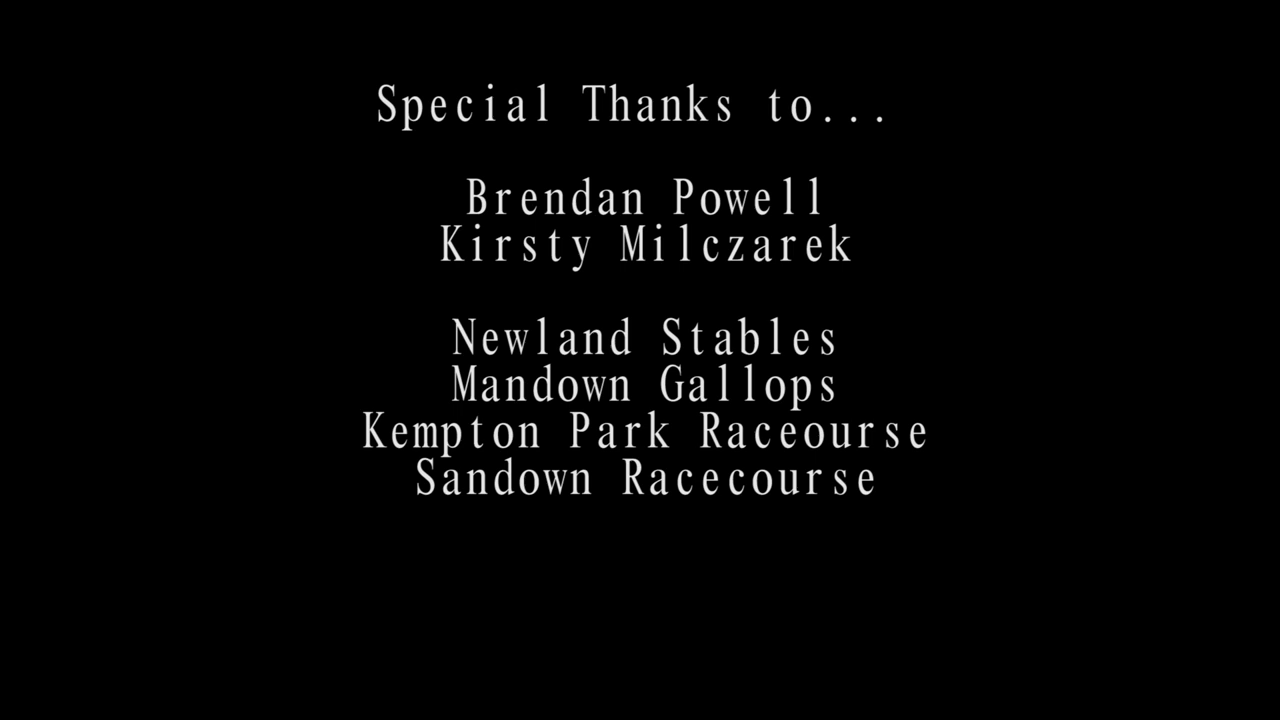 Special Thanks to...
Brendan Powell
Kirsty Milczarek
Newland Stables
Mandown Gallops
Kempton Park Raceourse
Sandown Racecourse